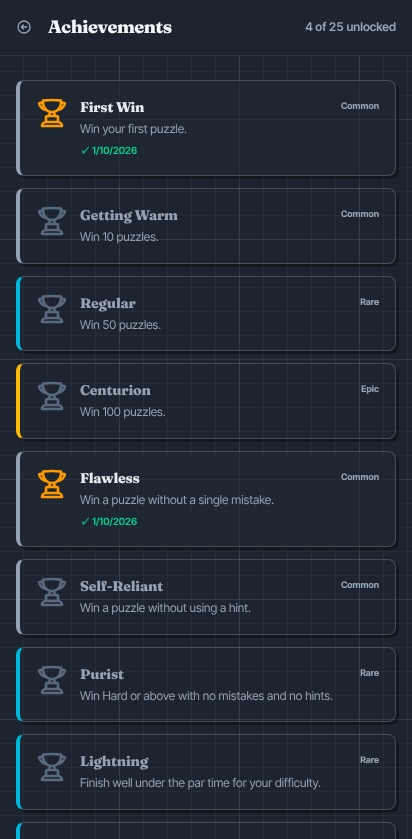 Achievements
4 of 25 unlocked
First Win
Common
Win your first puzzle.
✓ 1/10/2026
Getting Warm
Common
Win 10 puzzles.
Regular
Rare
Win 50 puzzles.
Centurion
Epic
Win 100 puzzles.
Flawless
Common
Win a puzzle without a single mistake.
✓ 1/10/2026
Self-Reliant
Common
Win a puzzle without using a hint.
Purist
Rare
Win Hard or above with no mistakes and no hints.
Lightning
Rare
Finish well under the par time for your difficulty.